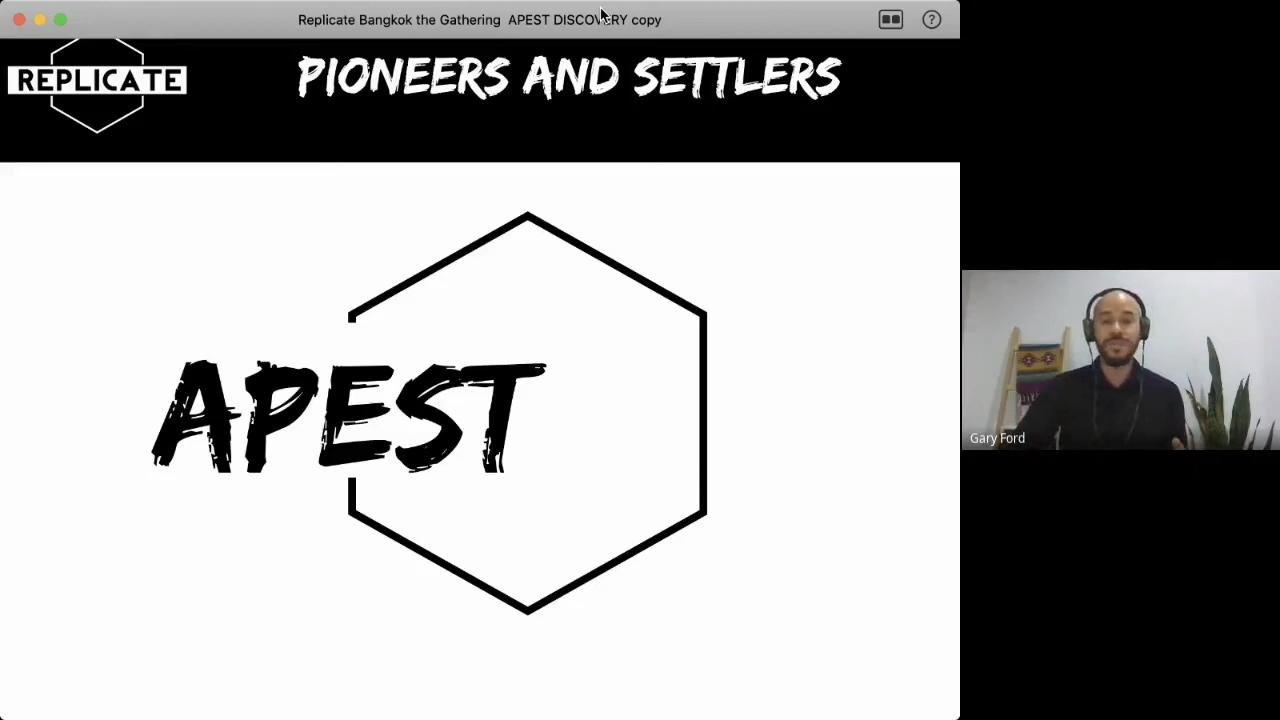 Replicate Bangkok the Gathering APEST DISCOVERY copy
?
REPLICATE
PIONEERS AND SETTLERS
APEST
Gary Ford